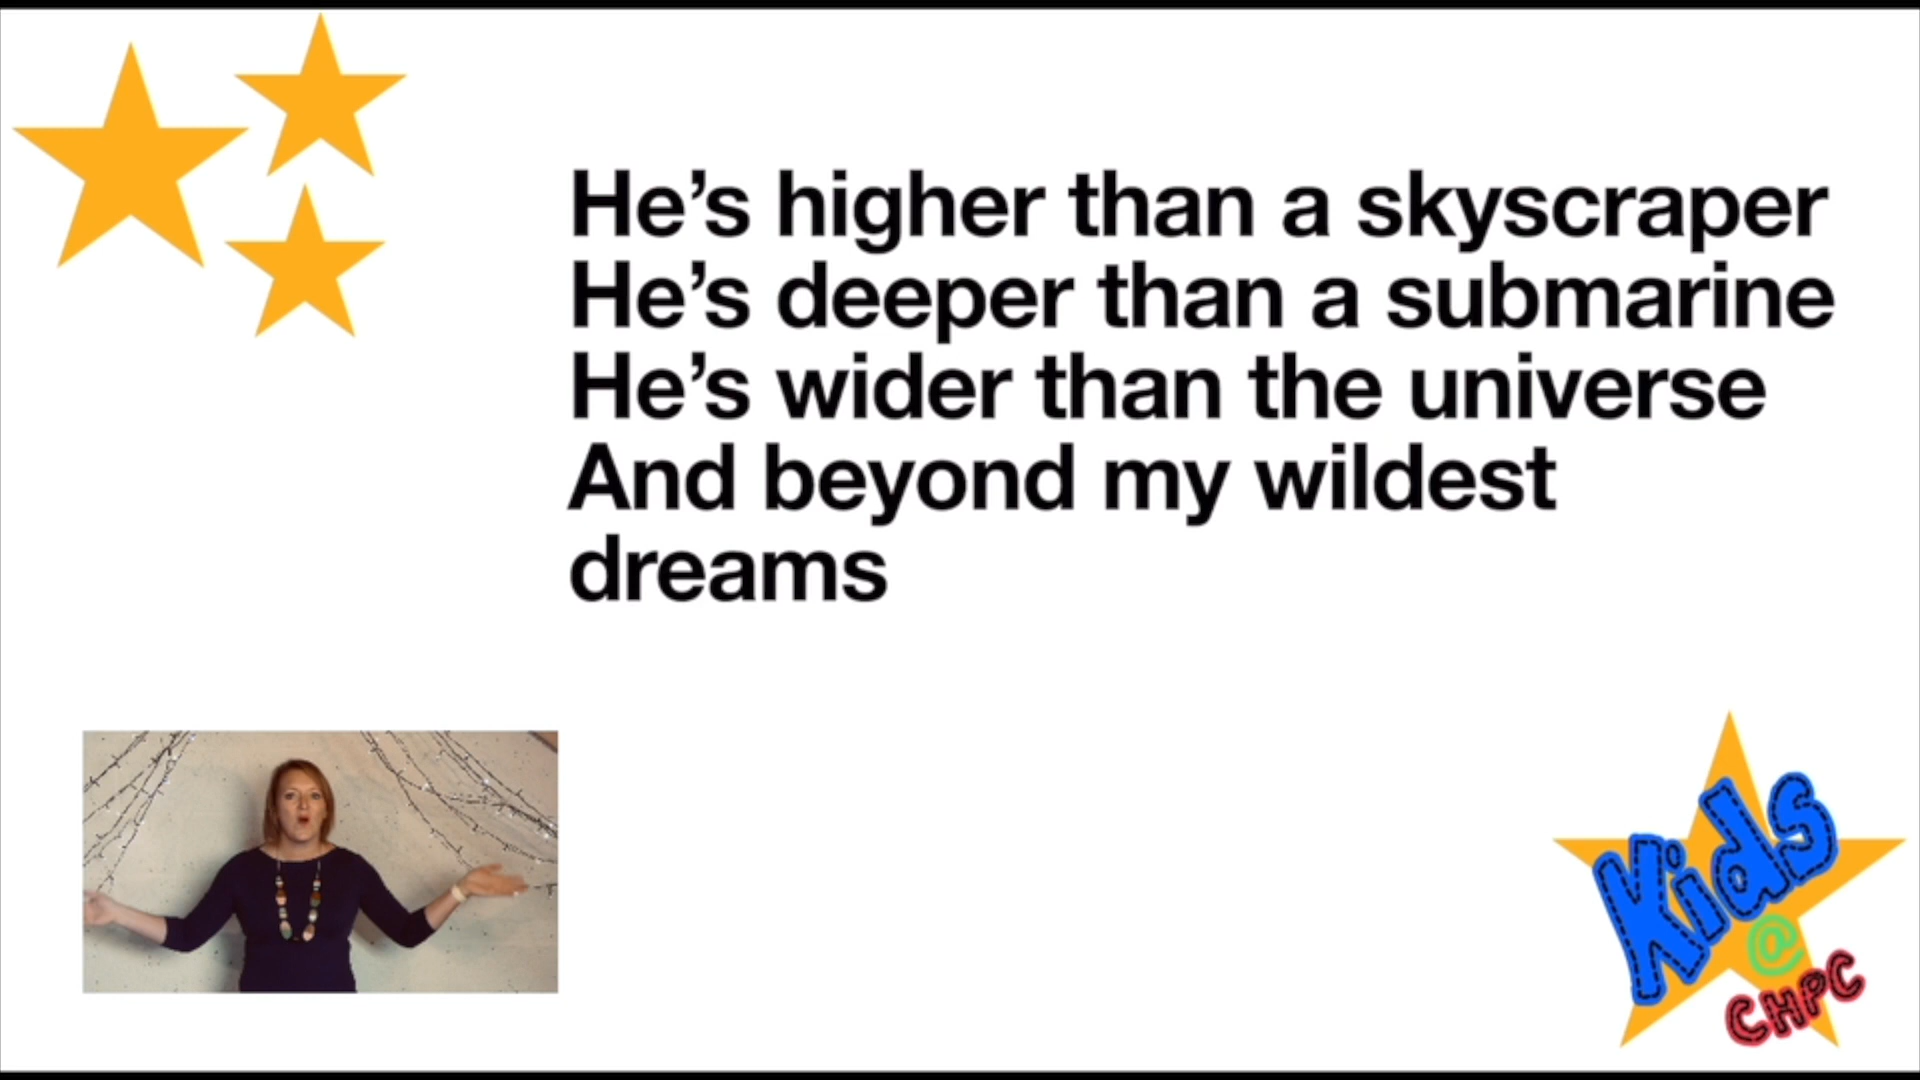 He’s higher than a skyscraper
He’s deeper than a submarine
He’s wider than the universe
And beyond my wildest
dreams
Kids
@
CHPC